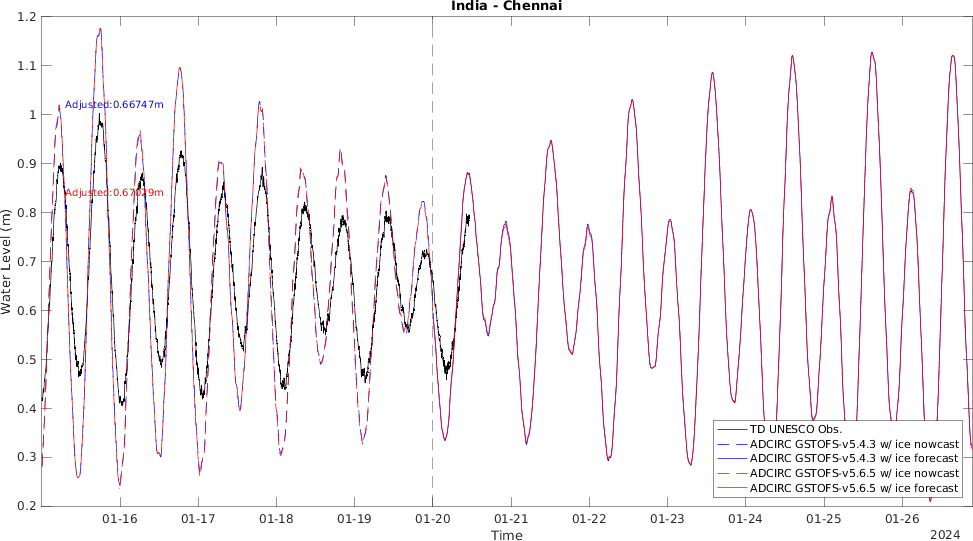 India - Chennai
1.2
1.1
1
0.9
0.8
0.7
0.6
0.5
0.4
0.3
0.2
Water Level (m)
Adjusted:0.66747m
Adjusted:0.67029m
TD UNESCO Obs.
ADCIRC GSTOFS-v5.4.3 w/ ice nowcast
ADCIRC GSTOFS-v5.4.3 w/ ice forecast
ADCIRC GSTOFS-v5.6.5 w/ ice nowcast
ADCIRC GSTOFS-v5.6.5 w/ ice forecast
01-16 01-17 01-18 01-19 01-20 01-21 01-22 01-23 01-24 01-25 01-26
Time
2024